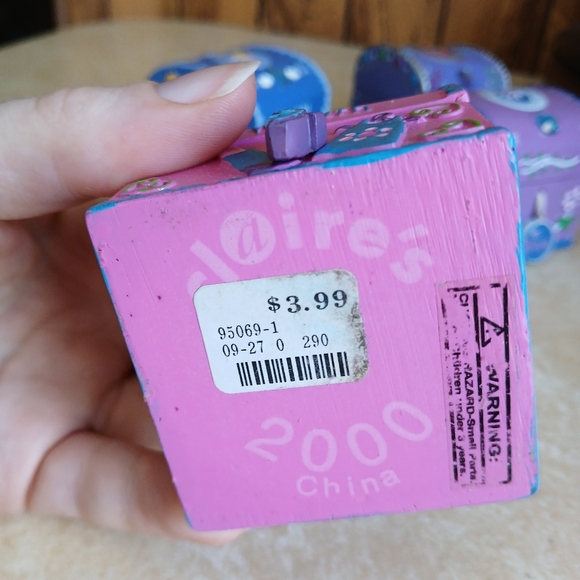 cl@ire's
$3.99
95069-1
09-27 0 290
2000
China
WARNING:
HAZARD-Small Parts.
Children under 3 years.